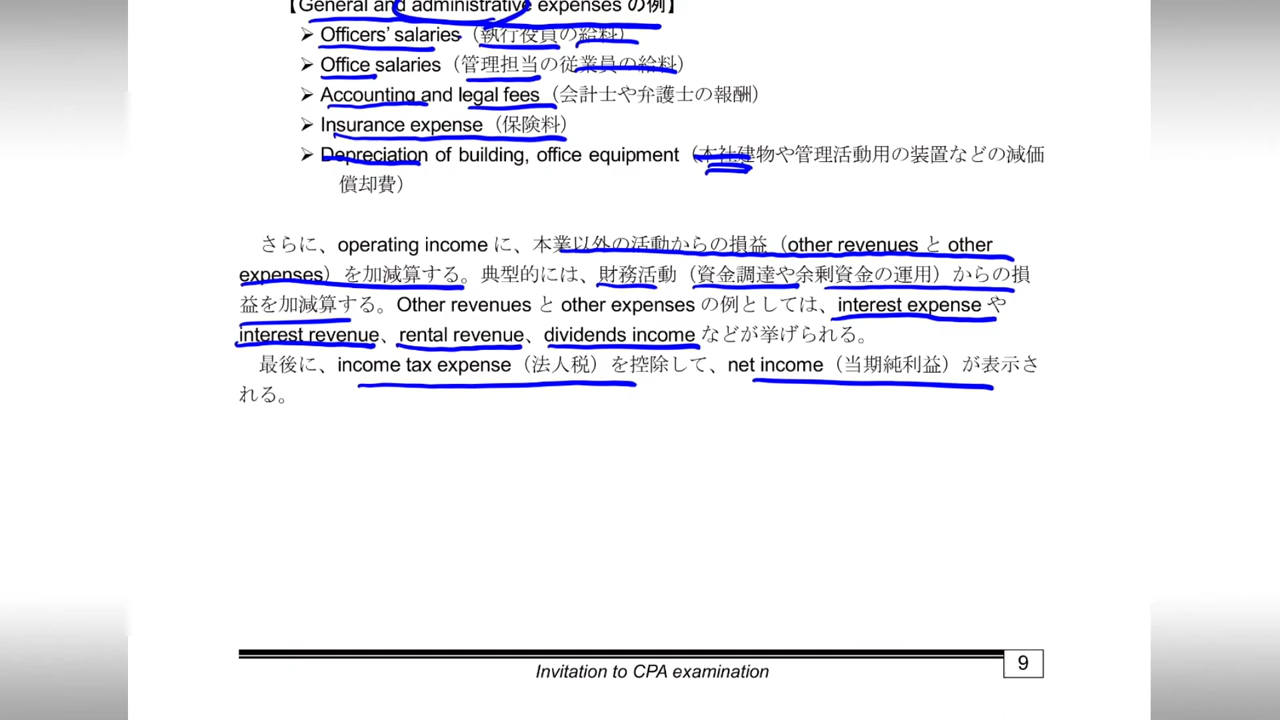 【General and administrative expenses の例】
➢ Officers' salaries（執行役員の給料）
➢ Office salaries（管理担当の従業員の給料）
➢ Accounting and legal fees（会計士や弁護士の報酬）
➢ Insurance expense（保険料）
➢ Depreciation of building, office equipment（本社建物や管理活動用の装置などの減価
償却費）
さらに、operating income に、本業以外の活動からの損益（other revenues と other
expenses）を加減算する。典型的には、財務活動（資金調達や余剰資金の運用）からの損
益を加減算する。Other revenues と other expenses の例としては、interest expense や
interest revenue、rental revenue、dividends income などが挙げられる。
最後に、income tax expense（法人税）を控除して、net income（当期純利益）が表示さ
れる。
Invitation to CPA examination
9